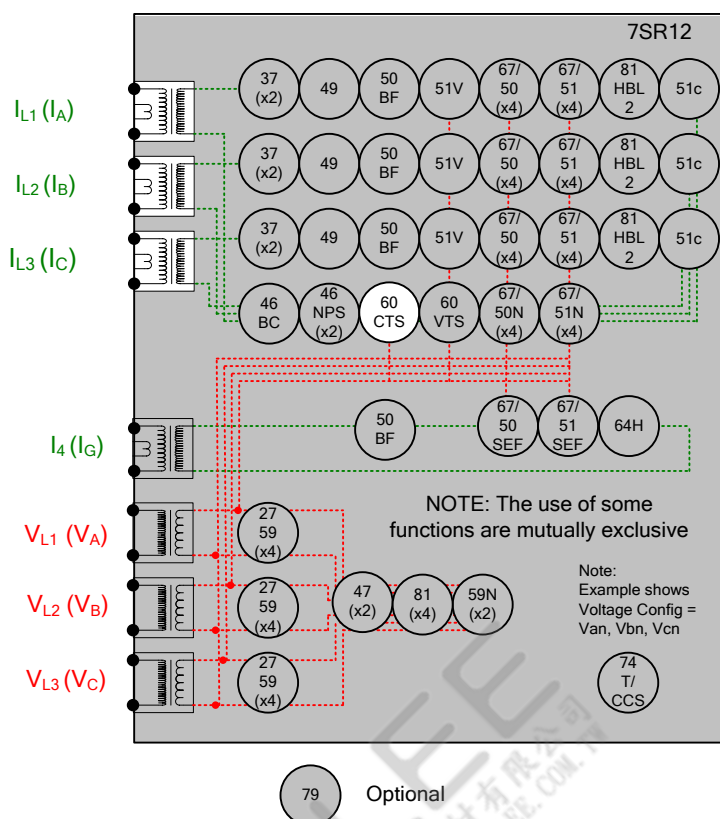 7SR12
IL1 (IA)
37
(x2)
49
50
BF
51V
67/
50
(x4)
67/
51
(x4)
81
HBL
2
51c
IL2 (IB)
37
(x2)
49
50
BF
51V
67/
50
(x4)
67/
51
(x4)
81
HBL
2
51c
IL3 (IC)
37
(x2)
49
50
BF
51V
67/
50
(x4)
67/
51
(x4)
81
HBL
2
51c
46
BC
46
NPS
(x2)
60
CTS
60
VTS
67/
50N
(x4)
67/
51N
(x4)
I4 (IG)
50
BF
67/
50
SEF
67/
51
SEF
64H
NOTE: The use of some
functions are mutually exclusive
VL1 (VA)
27
59
(x4)
VL2 (VB)
27
59
(x4)
47
(x2)
81
(x4)
59N
(x2)
Note:
Example shows
Voltage Config =
Van, Vbn, Vcn
VL3 (VC)
27
59
(x4)
74
T/
CCS
79
Optional